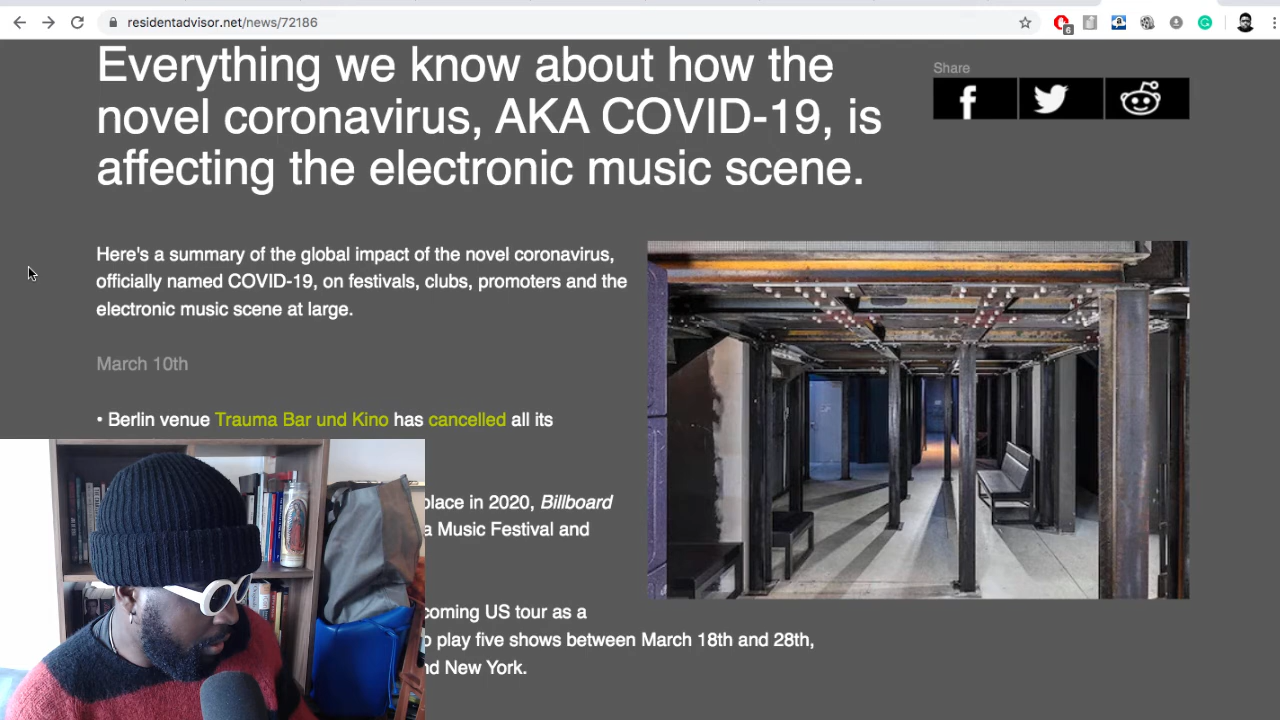 residentadvisor.net/news/72186
6
Everything we know about how the
novel coronavirus, AKA COVID-19, is
affecting the electronic music scene.
Share
Here's a summary of the global impact of the novel coronavirus,
officially named COVID-19, on festivals, clubs, promoters and the
electronic music scene at large.
March 10th
• Berlin venue Trauma Bar und Kino has cancelled all its
place in 2020, Billboard
a Music Festival and
coming US tour as a
o play five shows between March 18th and 28th,
nd New York.